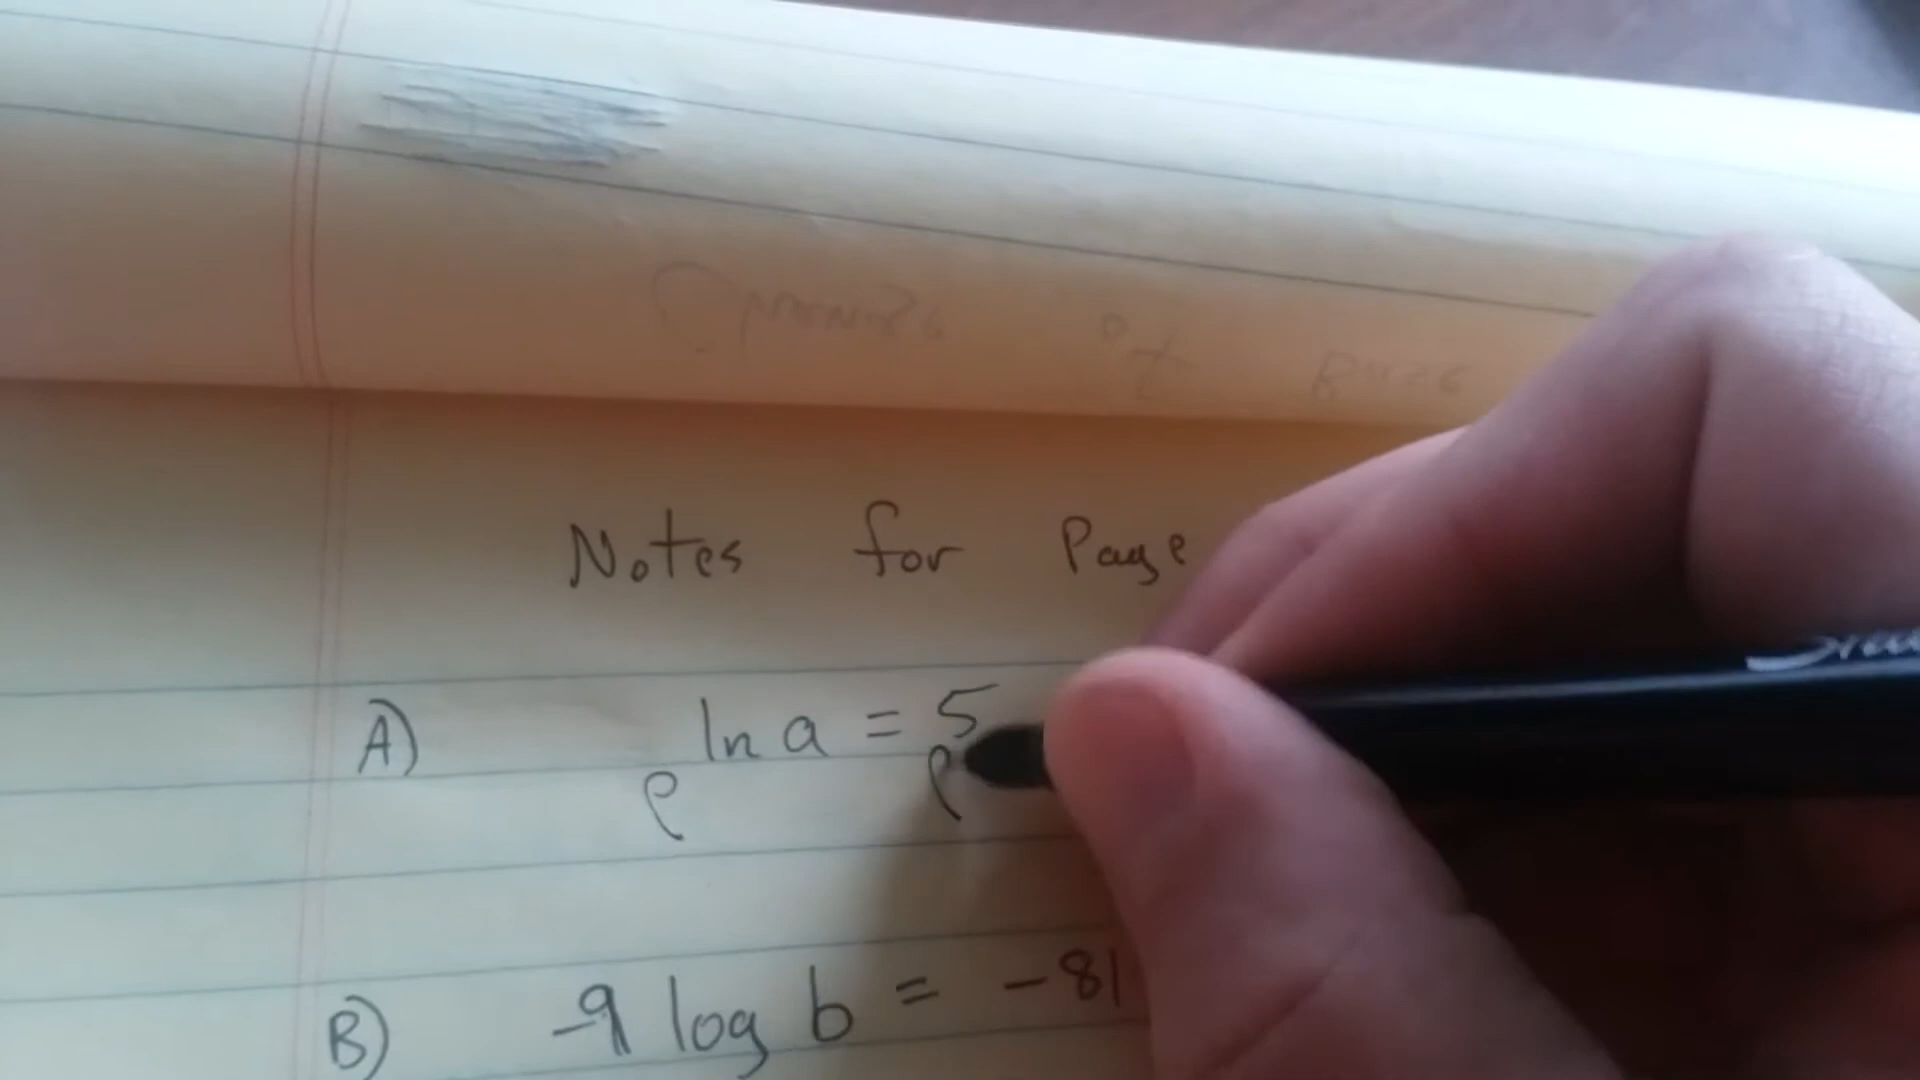 Notes for Page
A) ln a = 5
e e
B) -9 log b = -81